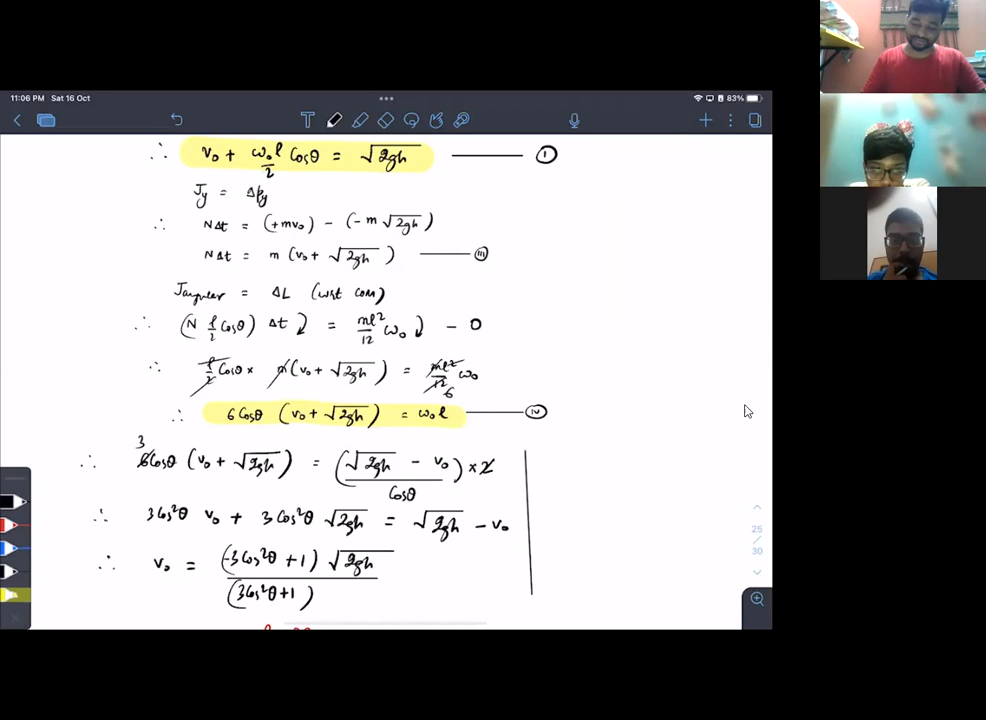 11:06 PM Sat 16 Oct
83%
∴ v₀ + ω₀l/2 Cosθ = √2gh ——— (I)
Jy = Δpy
∴ NΔt = (+mv₀) − (−m√2gh)
NΔt = m (v₀ + √2gh) ——— (III)
Jangular = ΔL (wrt com)
∴ (N l/2 Cosθ) Δt = ml²/12 ω₀ − 0
∴ l/2 Cosθ × m(v₀ + √2gh) = ml²/12 ω₀
6
∴ 6Cosθ (v₀ + √2gh) = ω₀l ——— (IV)
3
∴ 6Cosθ (v₀ + √2gh) = (√2gh − v₀)/Cosθ × 2
∴ 3Cos²θ v₀ + 3Cos²θ √2gh = √2gh − v₀
∴ v₀ = (−3Cos²θ + 1) √2gh / (3Cos²θ + 1)
25
/
30